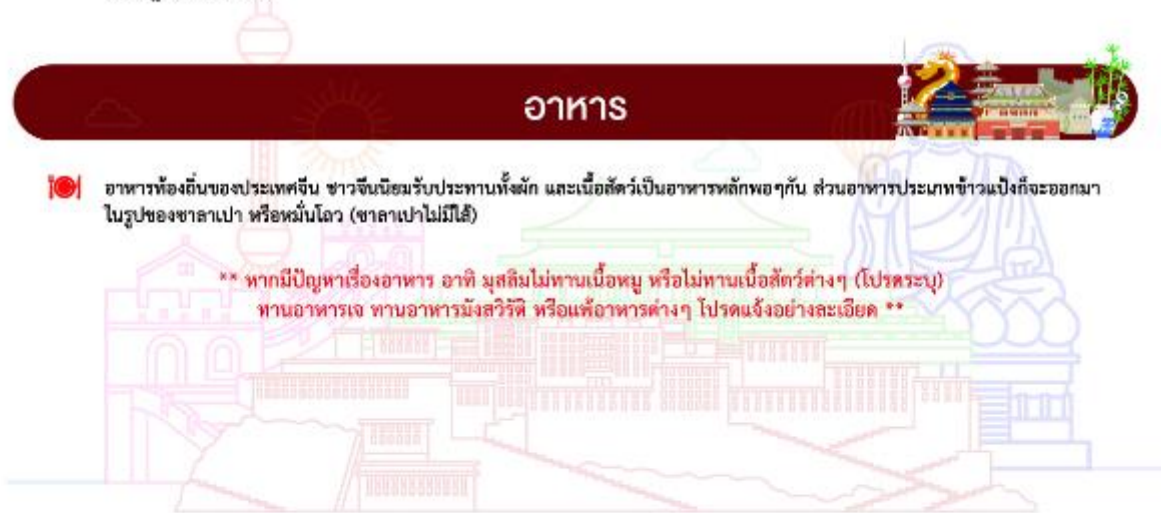 อาหาร
อาหารท้องถิ่นของประเทศจีน ชาวจีนนิยมรับประทานทั้งผัก และเนื้อสัตว์เป็นอาหารหลักพอๆกัน ส่วนอาหารประเภทข้าวแป้งก็จะออกมา
ในรูปของซาลาเปา หรือหมั่นโถว (ซาลาเปาไม่มีไส้)
** หากมีปัญหาเรื่องอาหาร อาทิ มุสลิมไม่ทานเนื้อหมู หรือไม่ทานเนื้อสัตว์ต่างๆ (โปรดระบุ)
ทานอาหารเจ ทานอาหารมังสวิรัติ หรือแพ้อาหารต่างๆ โปรดแจ้งอย่างละเอียด **